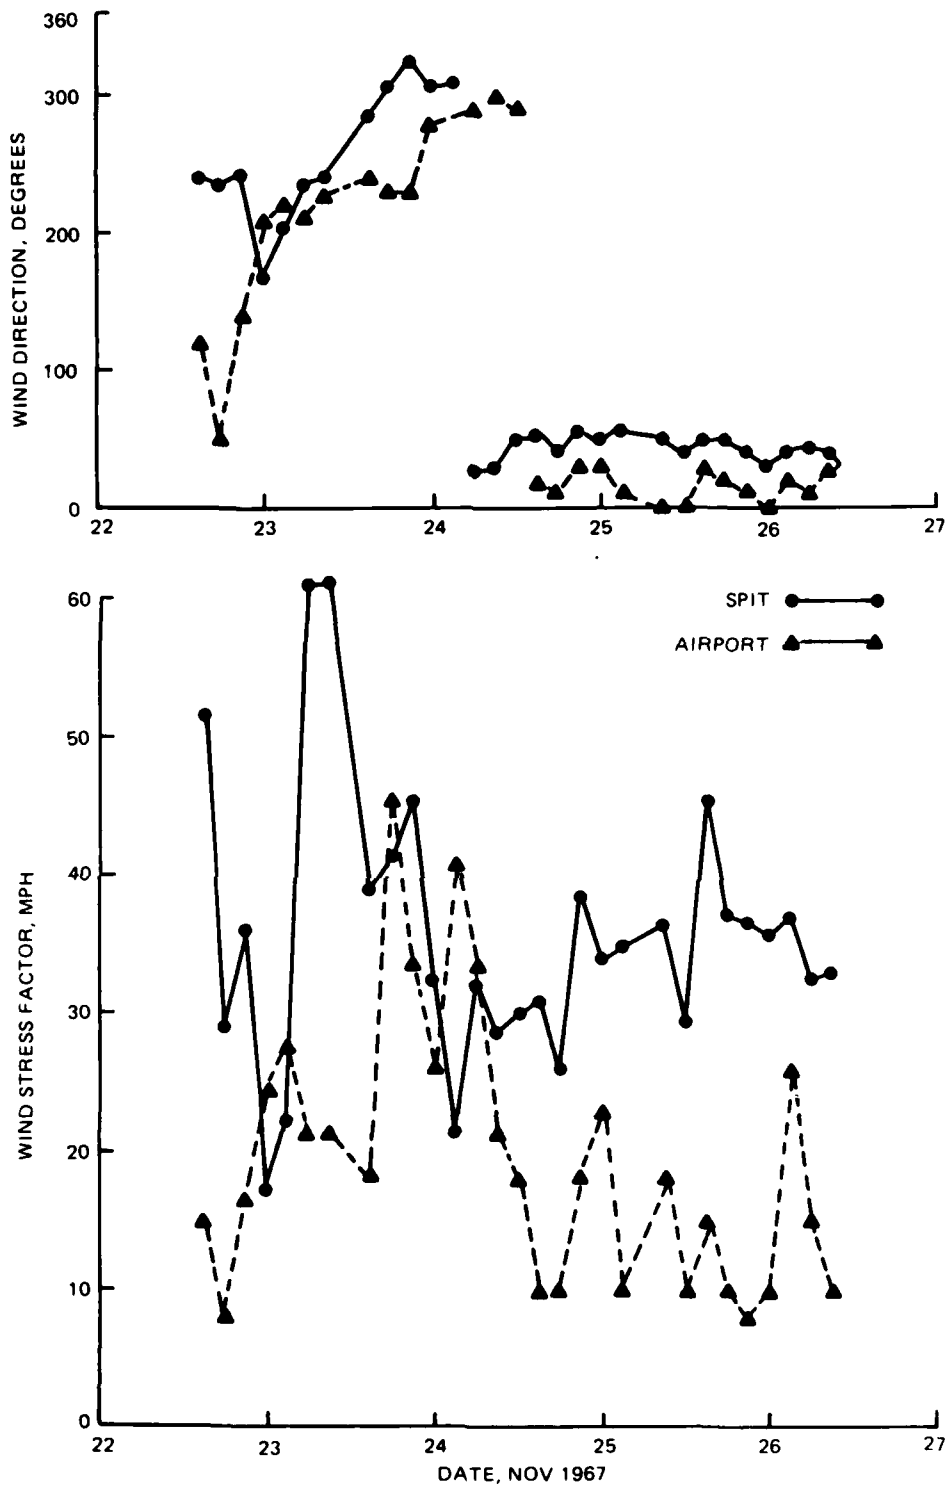 WIND DIRECTION, DEGREES
360
300
200
100
0
22 23 24 25 26 27
WIND STRESS FACTOR, MPH
60
50
40
30
20
10
0
SPIT
AIRPORT
22 23 24 25 26 27
DATE, NOV 1967